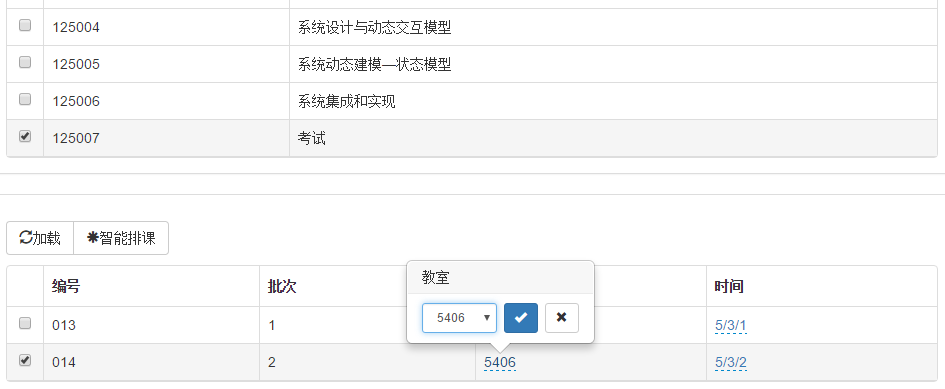 125004 系统设计与动态交互模型
125005 系统动态建模—状态模型
125006 系统集成和实现
125007 考试
加载 智能排课
编号 批次 时间
教室
5406
013 1 5/3/1
014 2 5406 5/3/2